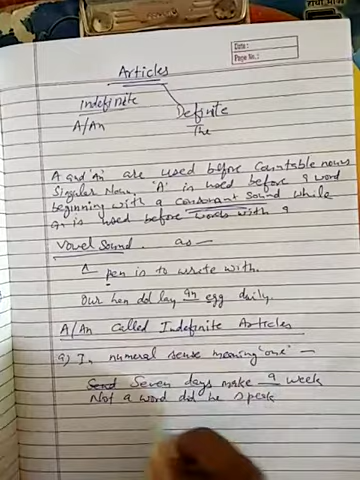 Date :
Page No. :
Articles
Indefinite
Definite
A/An
The
A and 'An' are used before Countable nouns
Singular Noun. 'A' is used before a word
beginning with a consonant sound while
an is used before words with a
Vowel Sound. as —
A pen is to write with.
Our hen did lay an egg daily.
A/An called Indefinite Articles
a) In numeral sense meaning 'one' —
Seven days make a week
Not a word did he speak